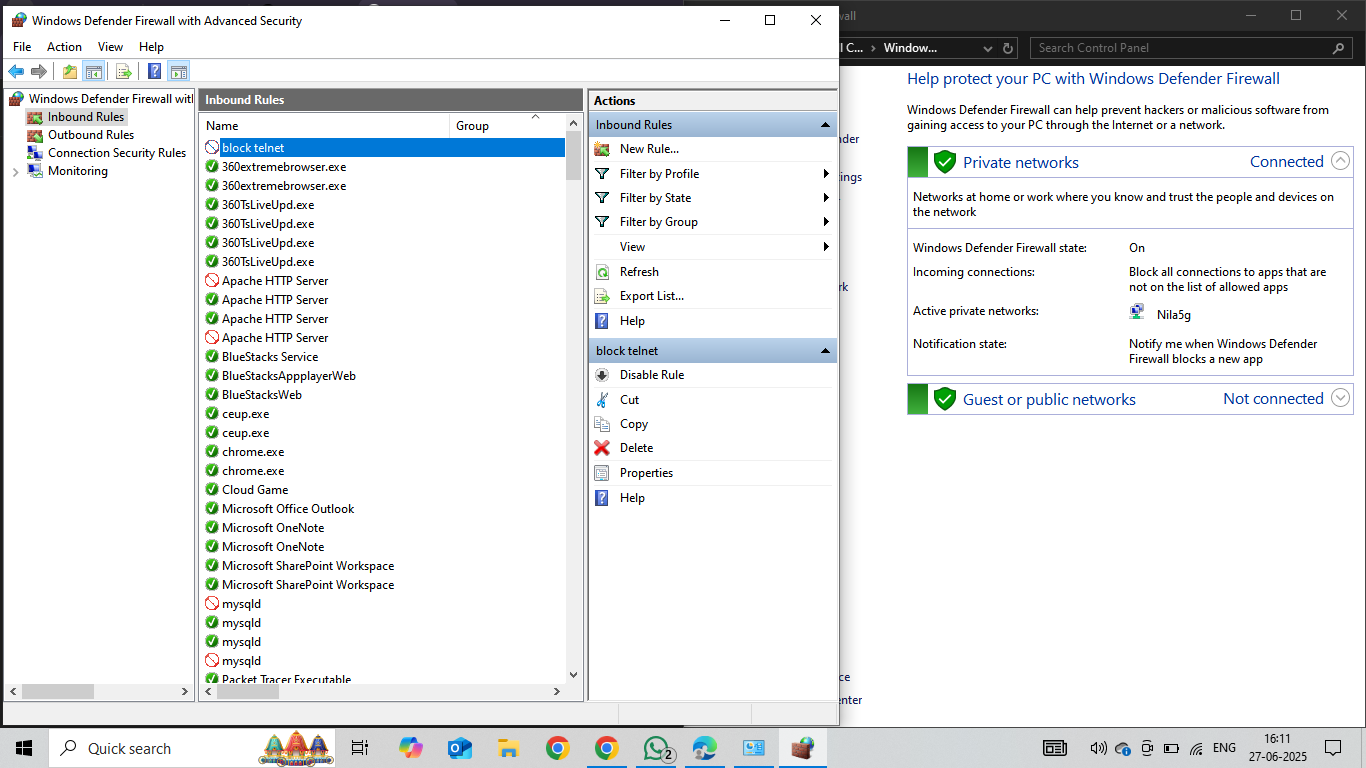 Windows Defender Firewall with Advanced Security
File Action View Help
Windows Defender Firewall wit
Inbound Rules
Outbound Rules
Connection Security Rules
Monitoring
Inbound Rules
Name Group
block telnet
360extremebrowser.exe
360extremebrowser.exe
360TsLiveUpd.exe
360TsLiveUpd.exe
360TsLiveUpd.exe
360TsLiveUpd.exe
Apache HTTP Server
Apache HTTP Server
Apache HTTP Server
Apache HTTP Server
BlueStacks Service
BlueStacksAppplayerWeb
BlueStacksWeb
ceup.exe
ceup.exe
chrome.exe
chrome.exe
Cloud Game
Microsoft Office Outlook
Microsoft OneNote
Microsoft OneNote
Microsoft SharePoint Workspace
Microsoft SharePoint Workspace
mysqld
mysqld
mysqld
mysqld
Packet Tracer Executable
Actions
Inbound Rules
New Rule...
Filter by Profile
Filter by State
Filter by Group
View
Refresh
Export List...
Help
block telnet
Disable Rule
Cut
Copy
Delete
Properties
Help
wall
l C... Windo... Search Control Panel
der
ings
rk
ce
enter
Help protect your PC with Windows Defender Firewall
Windows Defender Firewall can help prevent hackers or malicious software from
gaining access to your PC through the Internet or a network.
Private networks Connected
Networks at home or work where you know and trust the people and devices on
the network
Windows Defender Firewall state: On
Incoming connections: Block all connections to apps that are
not on the list of allowed apps
Active private networks: Nila5g
Notification state: Notify me when Windows Defender
Firewall blocks a new app
Guest or public networks Not connected
Quick search
2
ENG
16:11
27-06-2025